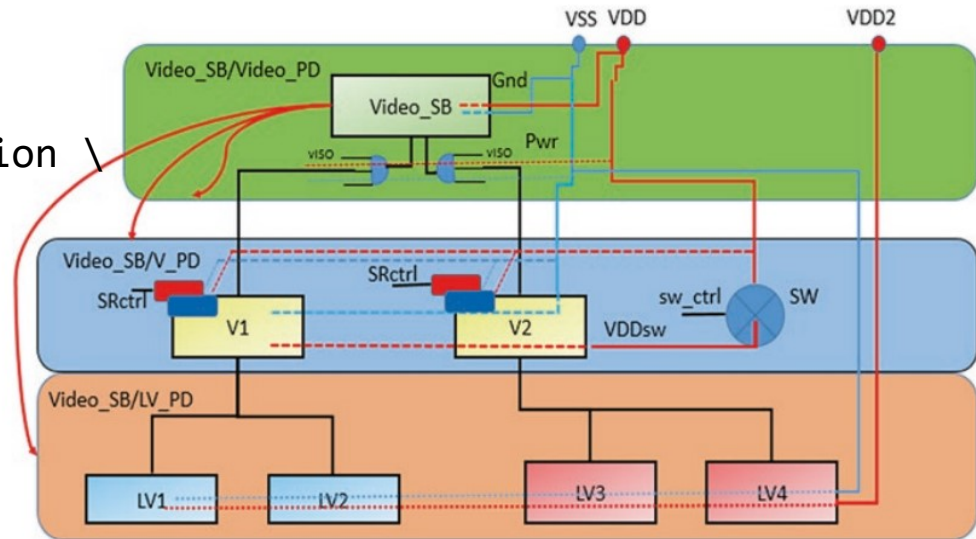 VSS VDD VDD2
Video_SB/Video_PD
Gnd
Video_SB
ion \
Pwr
VISO VISO
Video_SB/V_PD
SRctrl
SRctrl
sw_ctrl SW
V1 V2 VDDsw
Video_SB/LV_PD
LV1 LV2 LV3 LV4